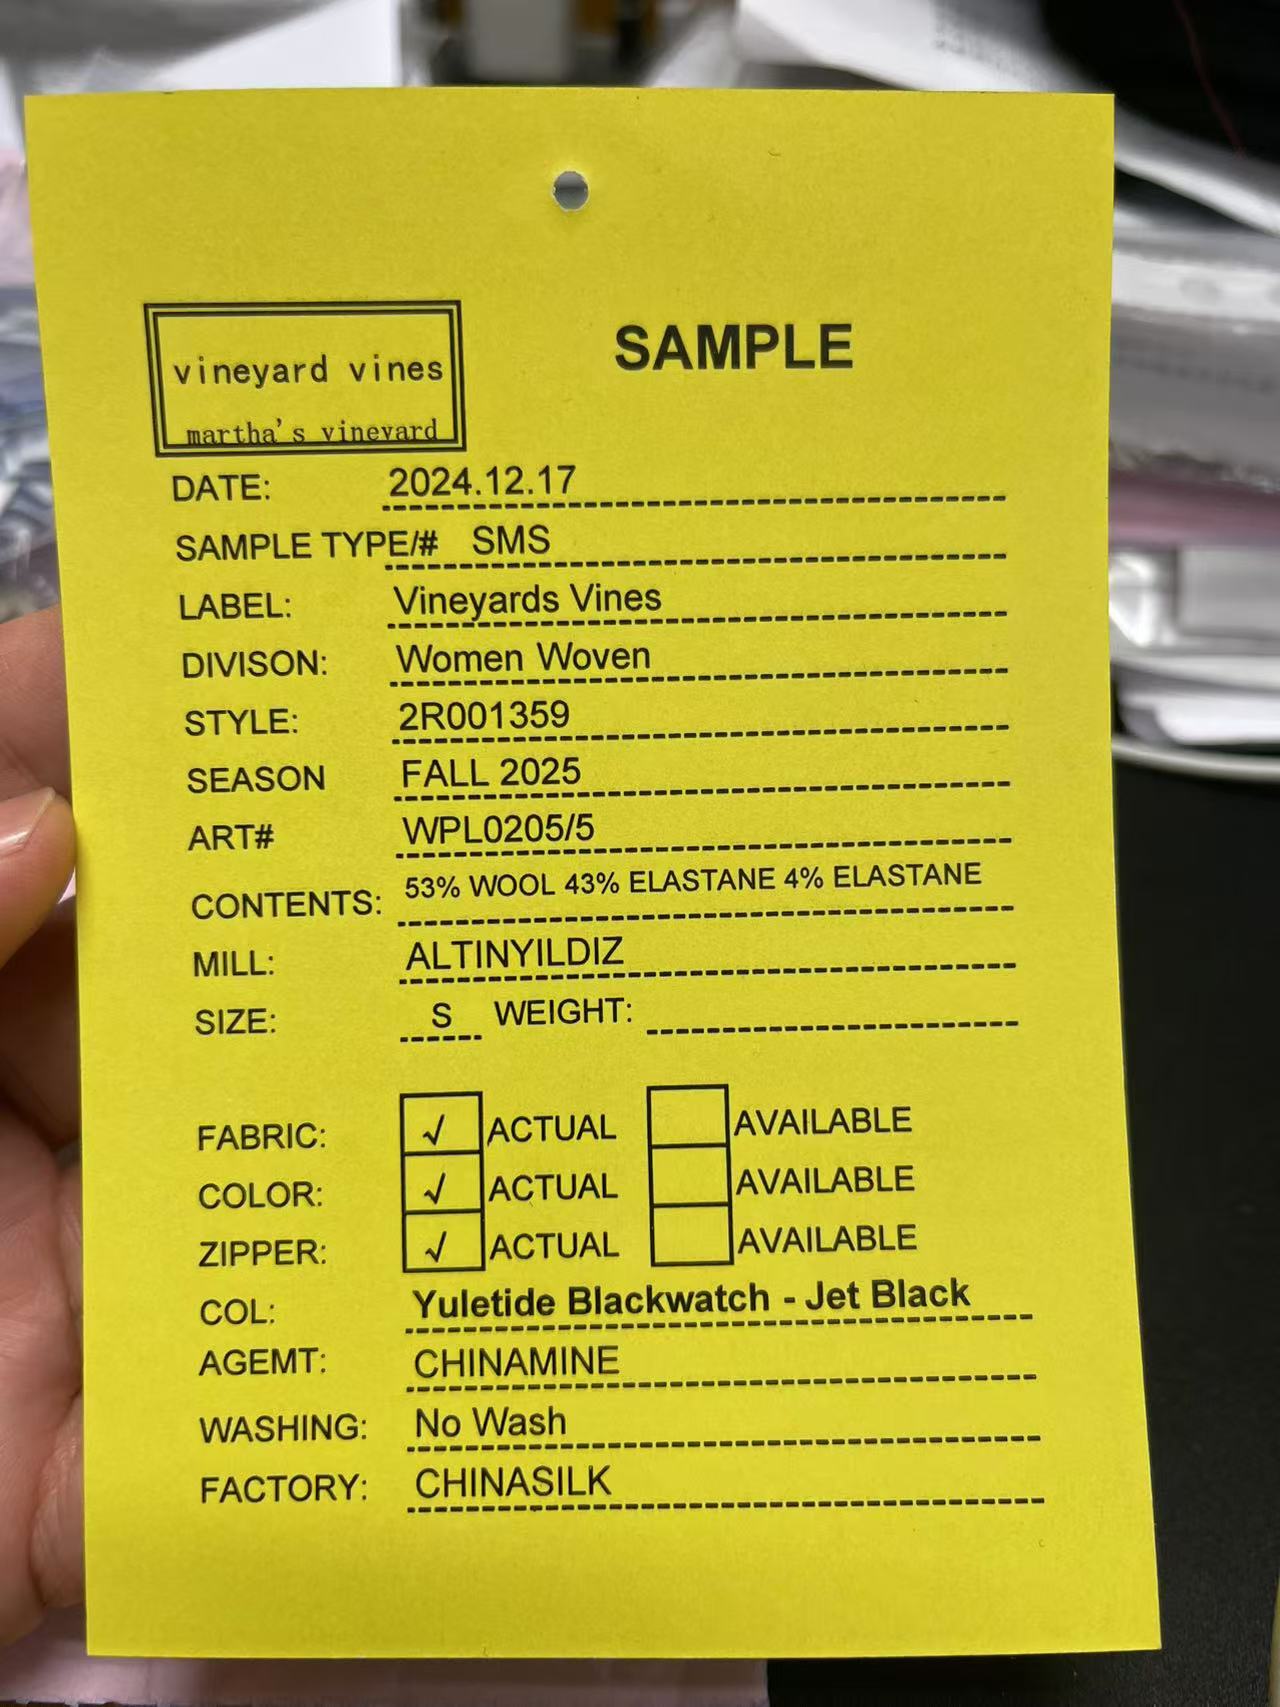 SAMPLE
vineyard vines
martha's vineyard
DATE: 2024.12.17
SAMPLE TYPE/# SMS
LABEL: Vineyards Vines
DIVISON: Women Woven
STYLE: 2R001359
SEASON FALL 2025
ART# WPL0205/5
CONTENTS: 53% WOOL 43% ELASTANE 4% ELASTANE
MILL: ALTINYILDIZ
SIZE: S WEIGHT:
FABRIC: √ ACTUAL AVAILABLE
COLOR: √ ACTUAL AVAILABLE
ZIPPER: √ ACTUAL AVAILABLE
COL: Yuletide Blackwatch - Jet Black
AGEMT: CHINAMINE
WASHING: No Wash
FACTORY: CHINASILK